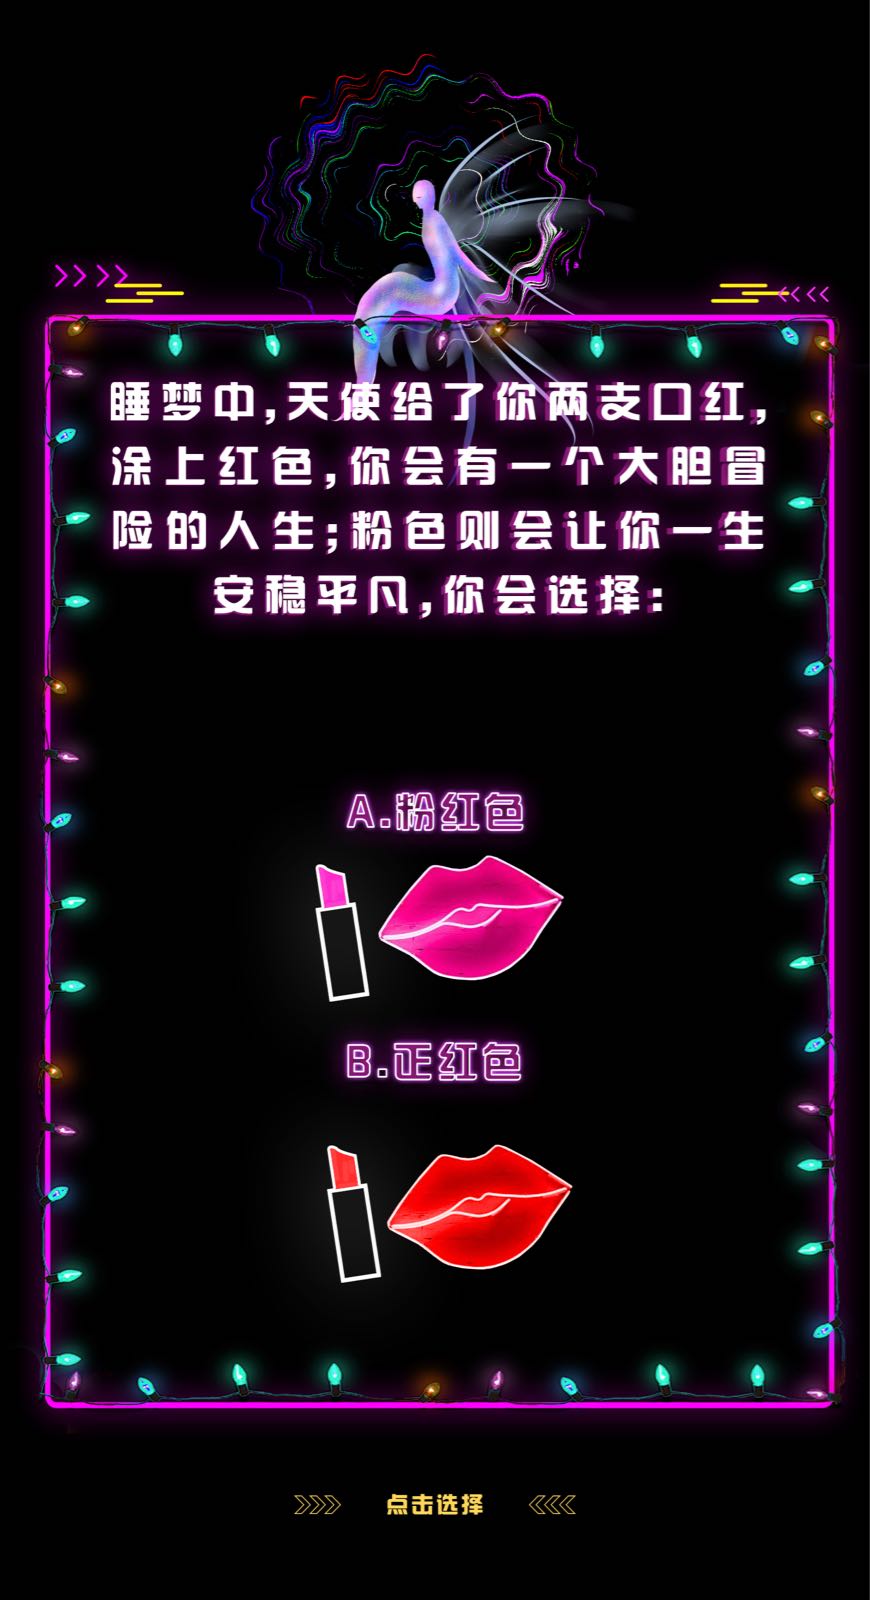 睡梦中,天使给了你两支口红,
涂上红色,你会有一个大胆冒
险的人生;粉色则会让你一生
安稳平凡,你会选择:
A.粉红色
B.正红色
点击选择